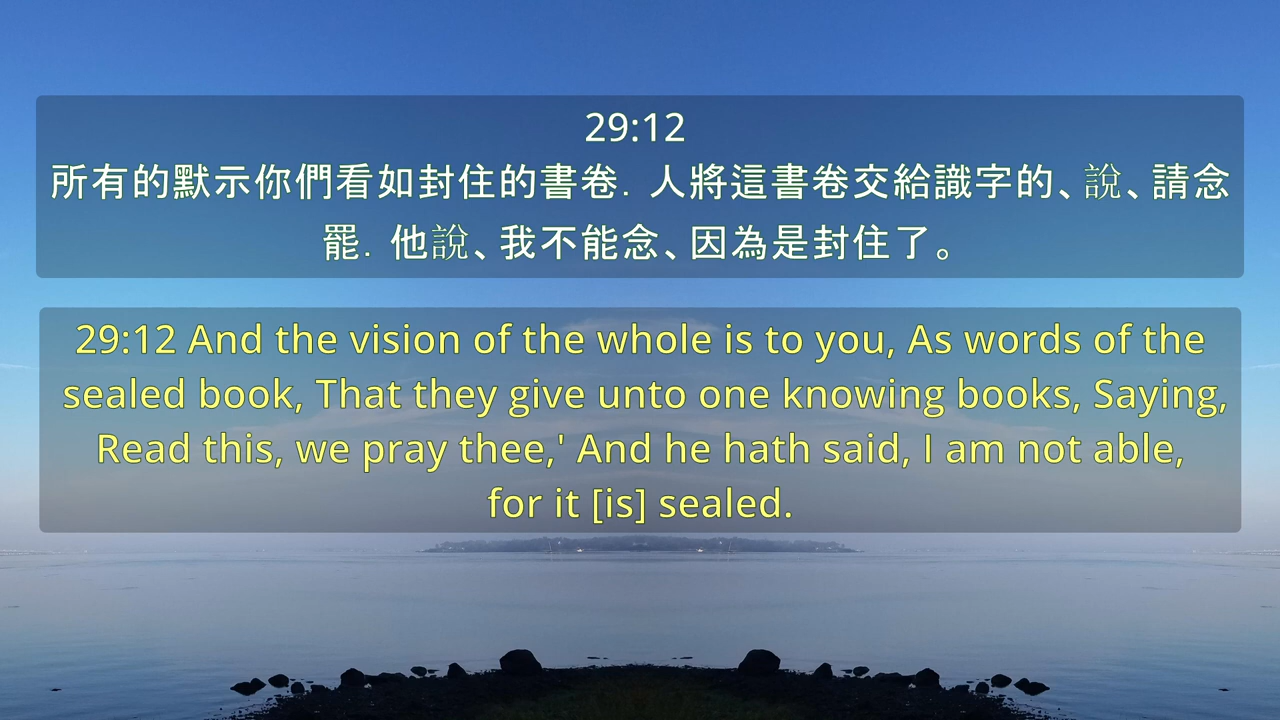 29:12
所有的默示你們看如封住的書卷. 人將這書卷交給識字的、說、請念
罷. 他說、我不能念、因為是封住了。
29:12 And the vision of the whole is to you, As words of the
sealed book, That they give unto one knowing books, Saying,
Read this, we pray thee,' And he hath said, I am not able,
for it [is] sealed.